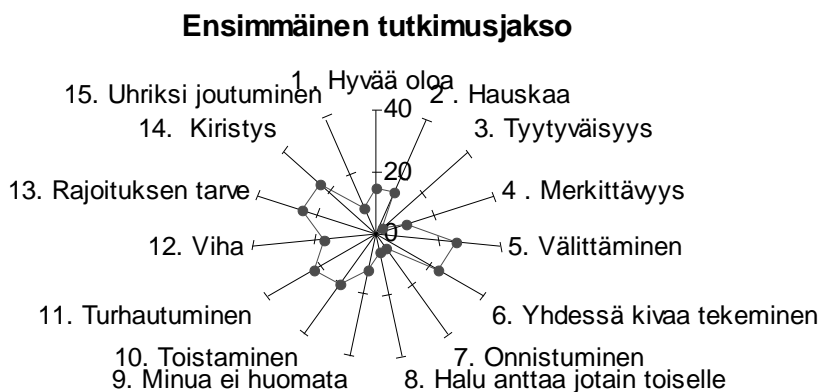 Ensimmäinen tutkimusjakso
1 . Hyvää oloa
2 . Hauskaa
3. Tyytyväisyys
4 . Merkittävyys
5. Välittäminen
6. Yhdessä kivaa tekeminen
7. Onnistuminen
8. Halu anttaa jotain toiselle
9. Minua ei huomata
10. Toistaminen
11. Turhautuminen
12. Viha
13. Rajoituksen tarve
14. Kiristys
15. Uhriksi joutuminen
40
20
0